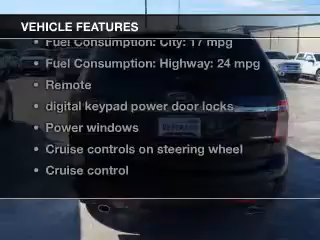 VEHICLE FEATURES
• Fuel Consumption: City: 17 mpg
• Fuel Consumption: Highway: 24 mpg
• Remote
• digital keypad power door locks
• Power windows
• Cruise controls on steering wheel
• Cruise control